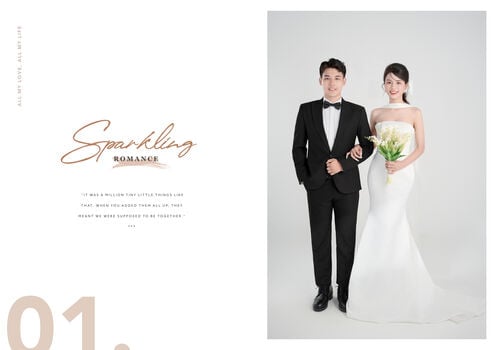 ALL MY LOVE, ALL MY LIFE
Sparkling
ROMANCE
"IT WAS A MILLION TINY LITTLE THINGS LIKE
THAT, WHEN YOU ADDED THEM ALL UP, THEY
MEANT WE WERE SUPPOSED TO BE TOGETHER."
01.